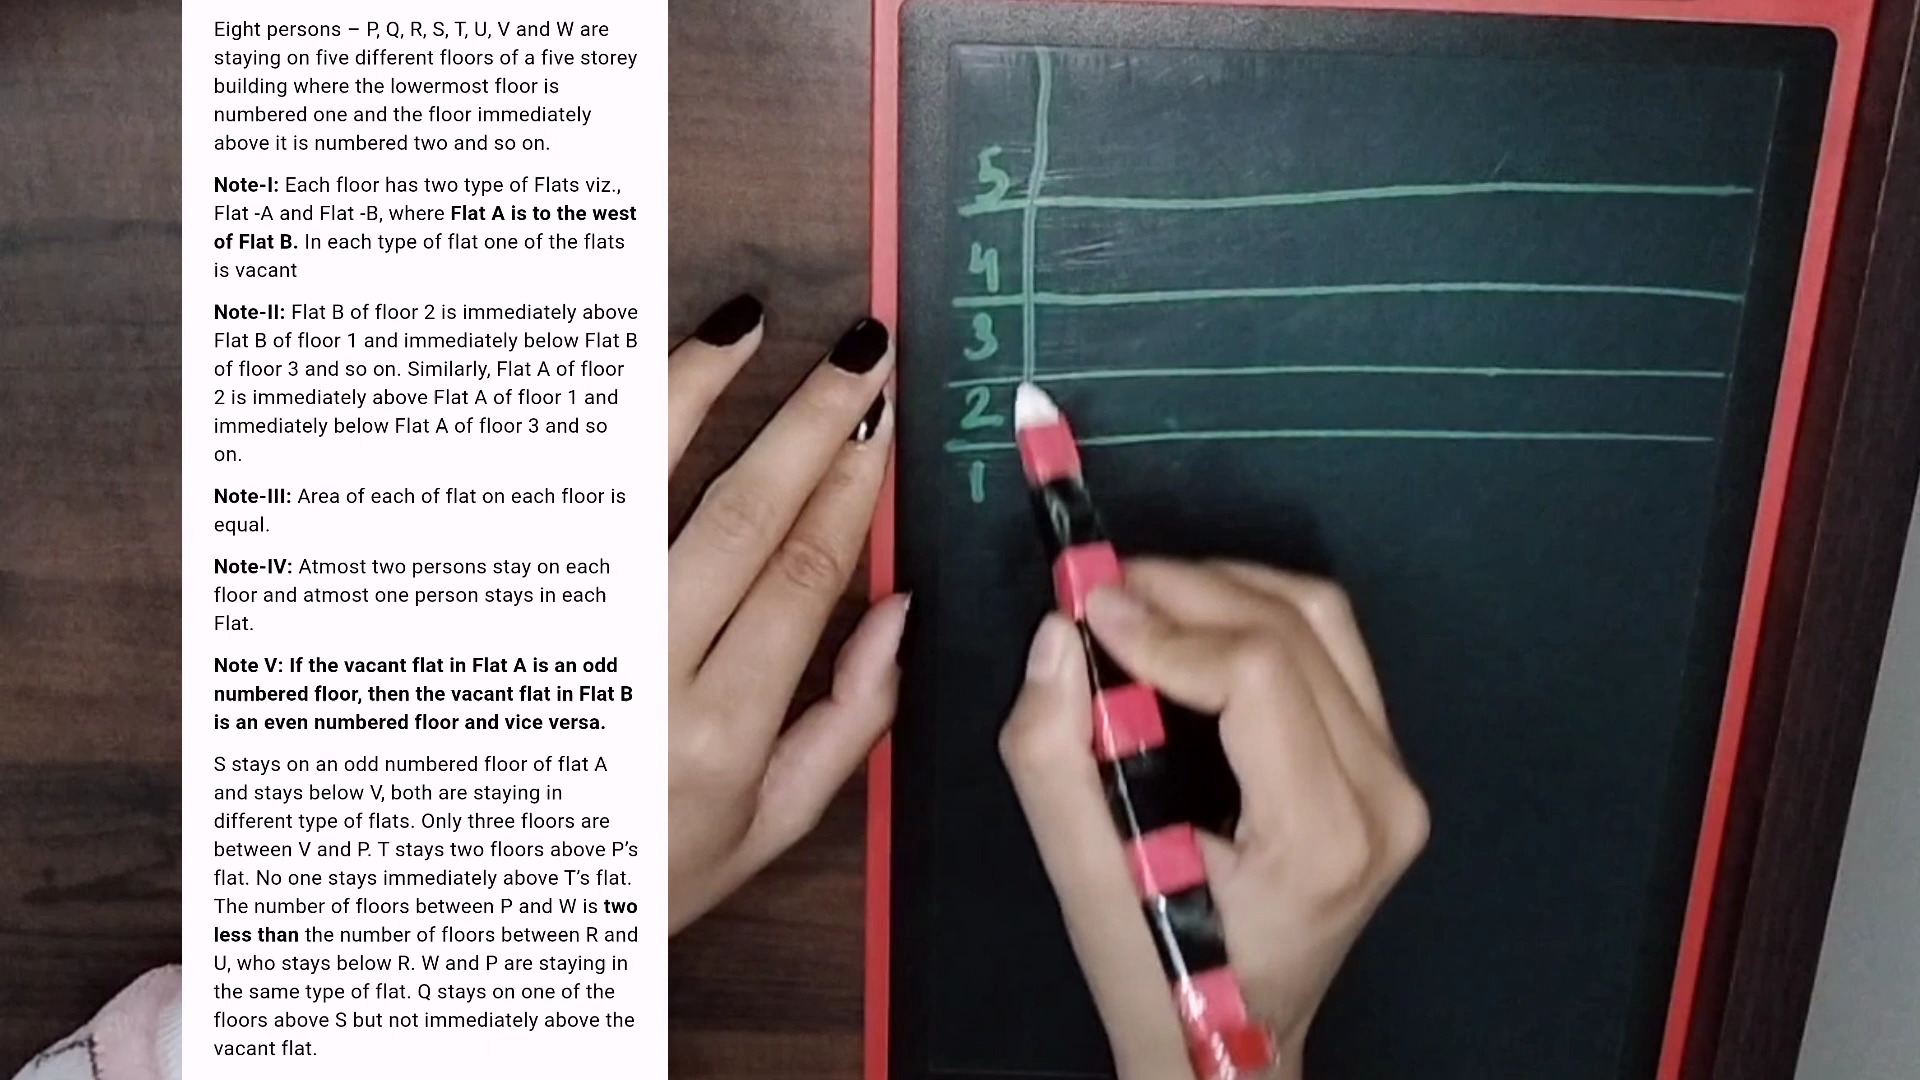 Eight persons – P, Q, R, S, T, U, V and W are
staying on five different floors of a five storey
building where the lowermost floor is
numbered one and the floor immediately
above it is numbered two and so on.
Note-I: Each floor has two type of Flats viz.,
Flat -A and Flat -B, where Flat A is to the west
of Flat B. In each type of flat one of the flats
is vacant
Note-II: Flat B of floor 2 is immediately above
Flat B of floor 1 and immediately below Flat B
of floor 3 and so on. Similarly, Flat A of floor
2 is immediately above Flat A of floor 1 and
immediately below Flat A of floor 3 and so
on.
Note-III: Area of each of flat on each floor is
equal.
Note-IV: Atmost two persons stay on each
floor and atmost one person stays in each
Flat.
Note V: If the vacant flat in Flat A is an odd
numbered floor, then the vacant flat in Flat B
is an even numbered floor and vice versa.
S stays on an odd numbered floor of flat A
and stays below V, both are staying in
different type of flats. Only three floors are
between V and P. T stays two floors above P’s
flat. No one stays immediately above T’s flat.
The number of floors between P and W is two
less than the number of floors between R and
U, who stays below R. W and P are staying in
the same type of flat. Q stays on one of the
floors above S but not immediately above the
vacant flat.
5
4
3
2
1